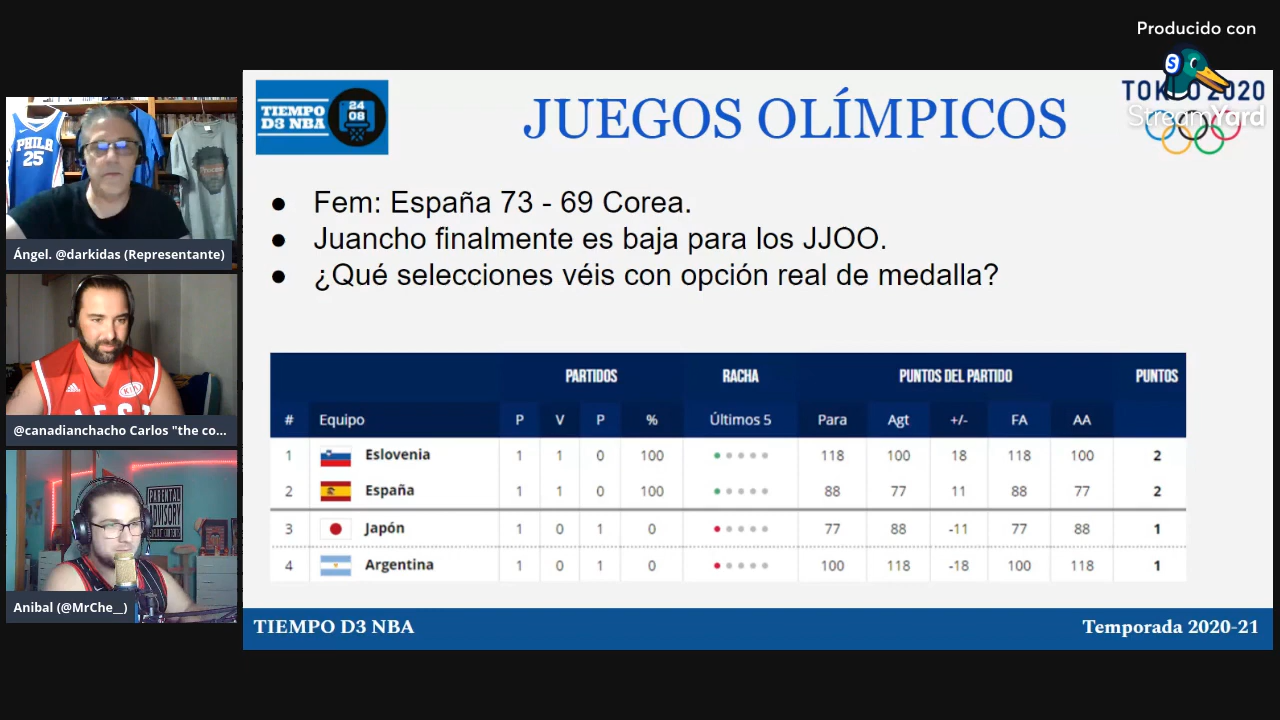 Producido con
StreamYard
TIEMPO
D3 NBA
24
08
JUEGOS OLÍMPICOS
TOKYO 2020
PHILA
25
Ángel. @darkidas (Representante)
@canadianchacho Carlos "the co...
PARENTAL
ADVISORY
EXPLICIT CONTENT
Anibal (@MrChe__)
● Fem: España 73 - 69 Corea.
● Juancho finalmente es baja para los JJOO.
● ¿Qué selecciones véis con opción real de medalla?
PARTIDOS RACHA PUNTOS DEL PARTIDO PUNTOS
# Equipo P V P % Últimos 5 Para Agt +/- FA AA
1 Eslovenia 1 1 0 100 118 100 18 118 100 2
2 España 1 1 0 100 88 77 11 88 77 2
3 Japón 1 0 1 0 77 88 -11 77 88 1
4 Argentina 1 0 1 0 100 118 -18 100 118 1
TIEMPO D3 NBA Temporada 2020-21